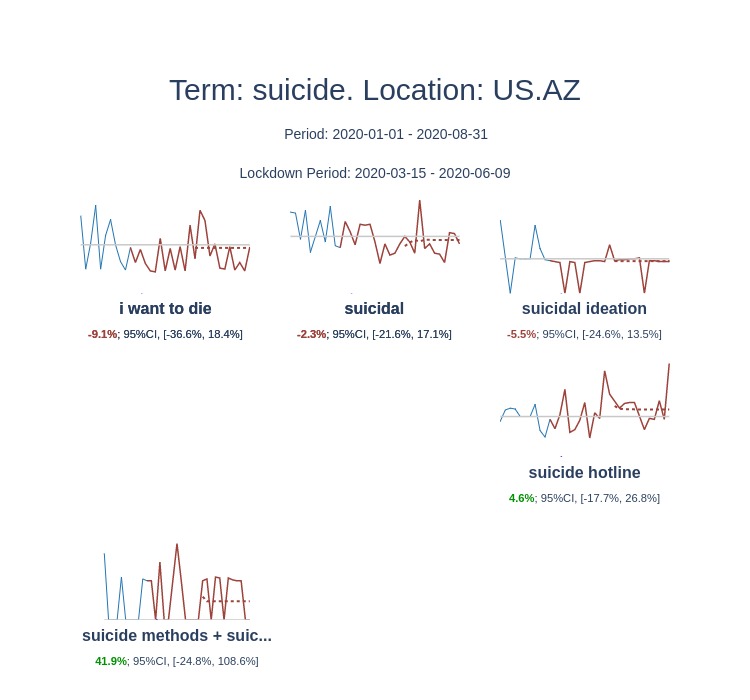 Term: suicide. Location: US.AZ
Period: 2020-01-01 - 2020-08-31
Lockdown Period: 2020-03-15 - 2020-06-09
i want to die
-9.1%; 95%CI, [-36.6%, 18.4%]
suicidal
-2.3%; 95%CI, [-21.6%, 17.1%]
suicidal ideation
-5.5%; 95%CI, [-24.6%, 13.5%]
suicide hotline
4.6%; 95%CI, [-17.7%, 26.8%]
suicide methods + suic...
41.9%; 95%CI, [-24.8%, 108.6%]